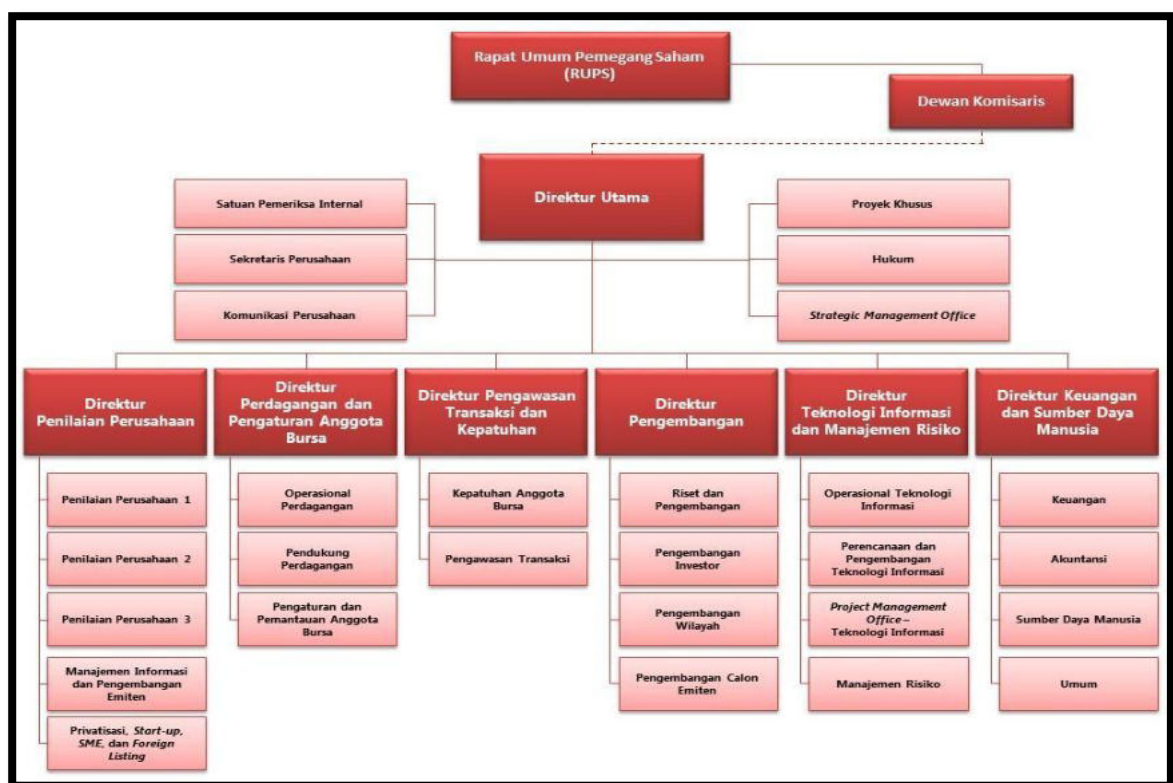 Rapat Umum Pemegang Saham
(RUPS)
Dewan Komisaris
Direktur Utama
Satuan Pemeriksa Internal
Sekretaris Perusahaan
Komunikasi Perusahaan
Proyek Khusus
Hukum
Strategic Management Office
Direktur
Penilaian Perusahaan
Penilaian Perusahaan 1
Penilaian Perusahaan 2
Penilaian Perusahaan 3
Manajemen Informasi
dan Pengembangan
Emiten
Privatisasi, Start-up,
SME, dan Foreign
Listing
Direktur
Perdagangan dan
Pengaturan Anggota
Bursa
Operasional
Perdagangan
Pendukung
Perdagangan
Pengaturan dan
Pemantauan Anggota
Bursa
Direktur Pengawasan
Transaksi dan
Kepatuhan
Kepatuhan Anggota
Bursa
Pengawasan Transaksi
Direktur
Pengembangan
Riset dan
Pengembangan
Pengembangan
Investor
Pengembangan
Wilayah
Pengembangan Calon
Emiten
Direktur
Teknologi Informasi
dan Manajemen Risiko
Operasional Teknologi
Informasi
Perencanaan dan
Pengembangan
Teknologi Informasi
Project Management
Office –
Teknologi Informasi
Manajemen Risiko
Direktur Keuangan
dan Sumber Daya
Manusia
Keuangan
Akuntansi
Sumber Daya Manusia
Umum